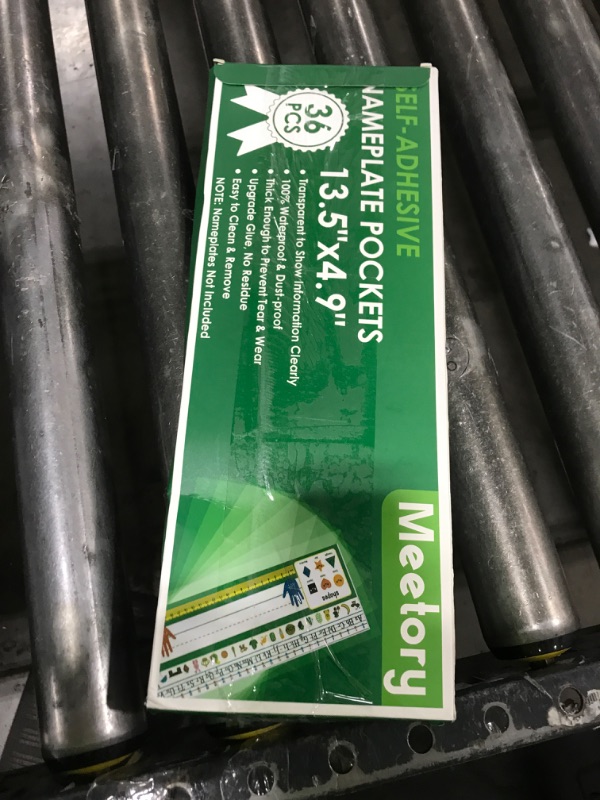 SELF-ADHESIVE
NAMEPLATE POCKETS
36
PCS
13.5"x4.9"
• Transparent to Show Information Clearly
• 100% Waterproof & Dust-proof
• Thick Enough to Prevent Tear & Wear
• Upgrade Glue, No Residue
• Easy to Clean & Remove
NOTE: Nameplates Not Included
Meetory
shapes